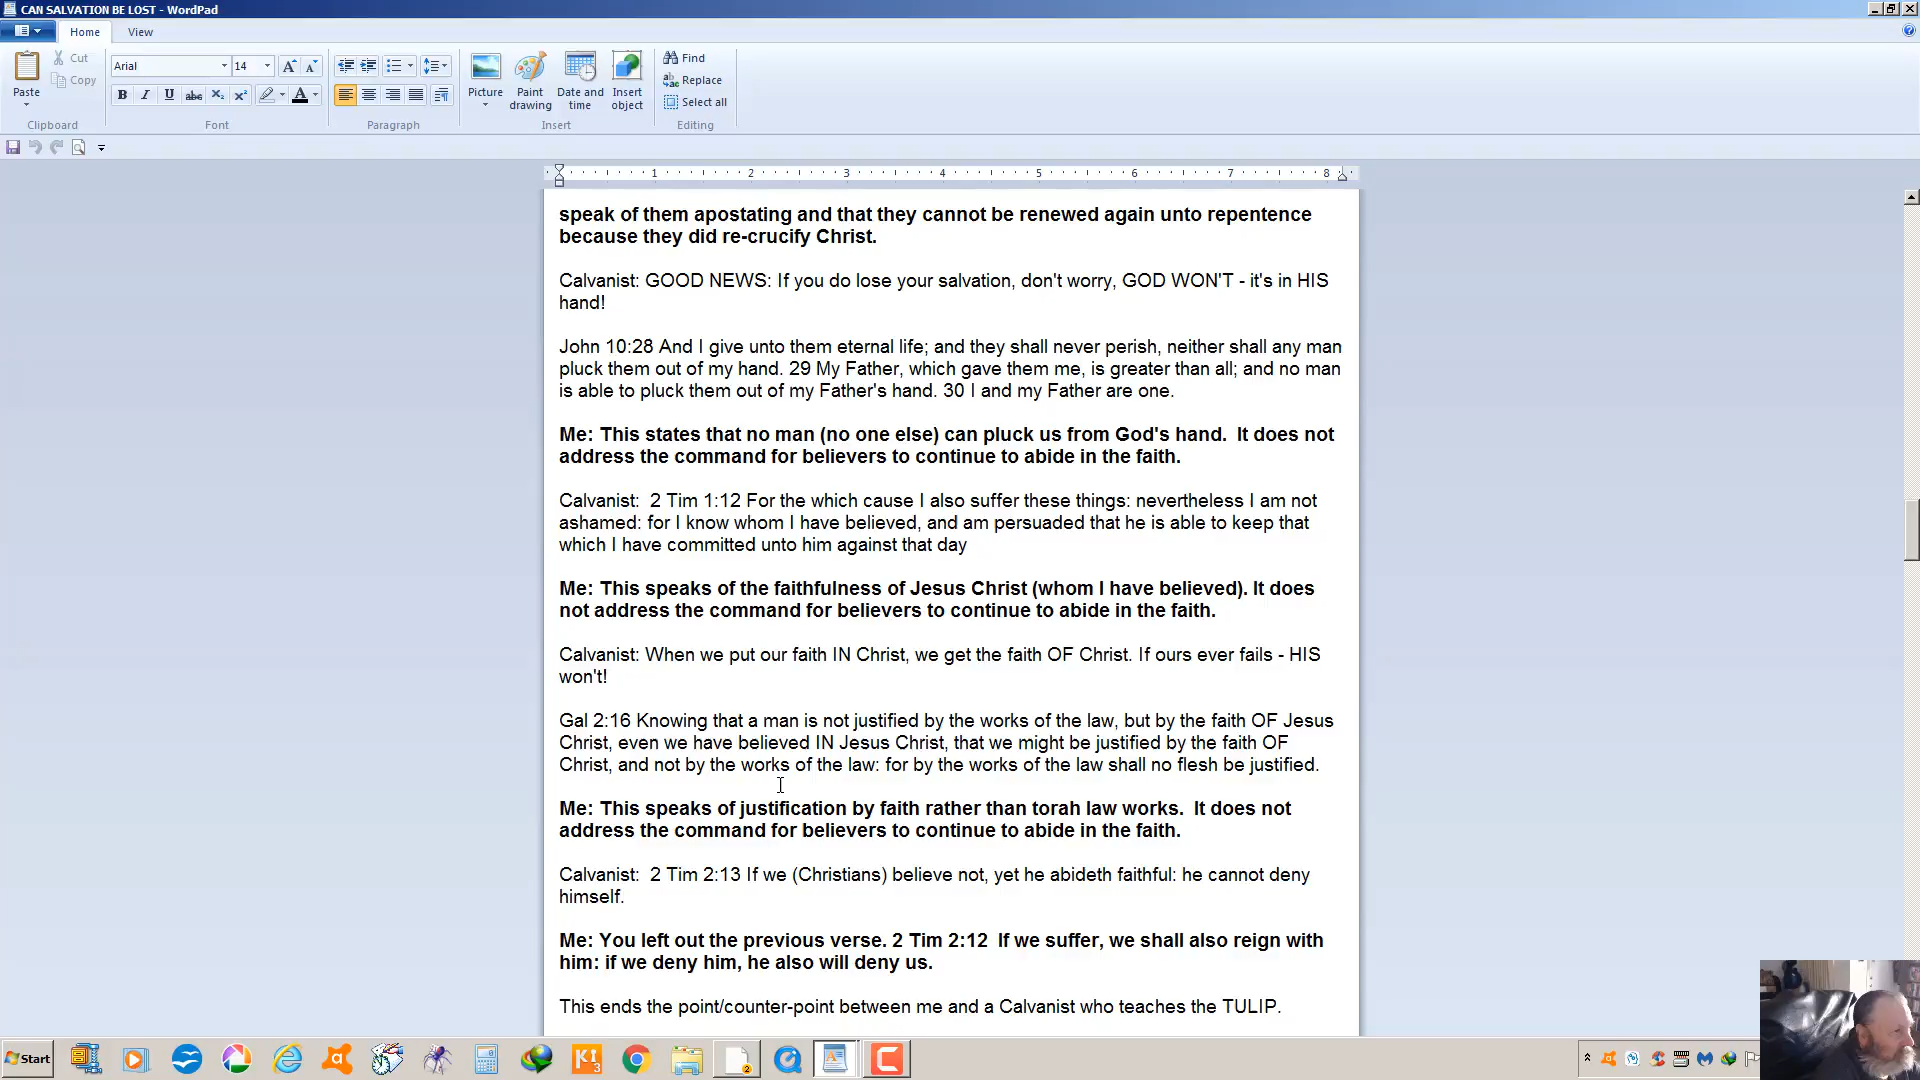 CAN SALVATION BE LOST - WordPad
Home
View
Paste
Cut
Copy
Clipboard
Arial
14
Font
Paragraph
Picture
Paint drawing
Date and time
Insert object
Insert
Find
Replace
Select all
Editing
1 2 3 4 5 6 7 8
speak of them apostating and that they cannot be renewed again unto repentence
because they did re-crucify Christ.
Calvanist: GOOD NEWS: If you do lose your salvation, don't worry, GOD WON'T - it's in HIS
hand!
John 10:28 And I give unto them eternal life; and they shall never perish, neither shall any man
pluck them out of my hand. 29 My Father, which gave them me, is greater than all; and no man
is able to pluck them out of my Father's hand. 30 I and my Father are one.
Me: This states that no man (no one else) can pluck us from God's hand.  It does not
address the command for believers to continue to abide in the faith.
Calvanist:  2 Tim 1:12 For the which cause I also suffer these things: nevertheless I am not
ashamed: for I know whom I have believed, and am persuaded that he is able to keep that
which I have committed unto him against that day
Me: This speaks of the faithfulness of Jesus Christ (whom I have believed). It does
not address the command for believers to continue to abide in the faith.
Calvanist: When we put our faith IN Christ, we get the faith OF Christ. If ours ever fails - HIS
won't!
Gal 2:16 Knowing that a man is not justified by the works of the law, but by the faith OF Jesus
Christ, even we have believed IN Jesus Christ, that we might be justified by the faith OF
Christ, and not by the works of the law: for by the works of the law shall no flesh be justified.
Me: This speaks of justification by faith rather than torah law works.  It does not
address the command for believers to continue to abide in the faith.
Calvanist:  2 Tim 2:13 If we (Christians) believe not, yet he abideth faithful: he cannot deny
himself.
Me: You left out the previous verse. 2 Tim 2:12  If we suffer, we shall also reign with
him: if we deny him, he also will deny us.
This ends the point/counter-point between me and a Calvanist who teaches the TULIP.
Start